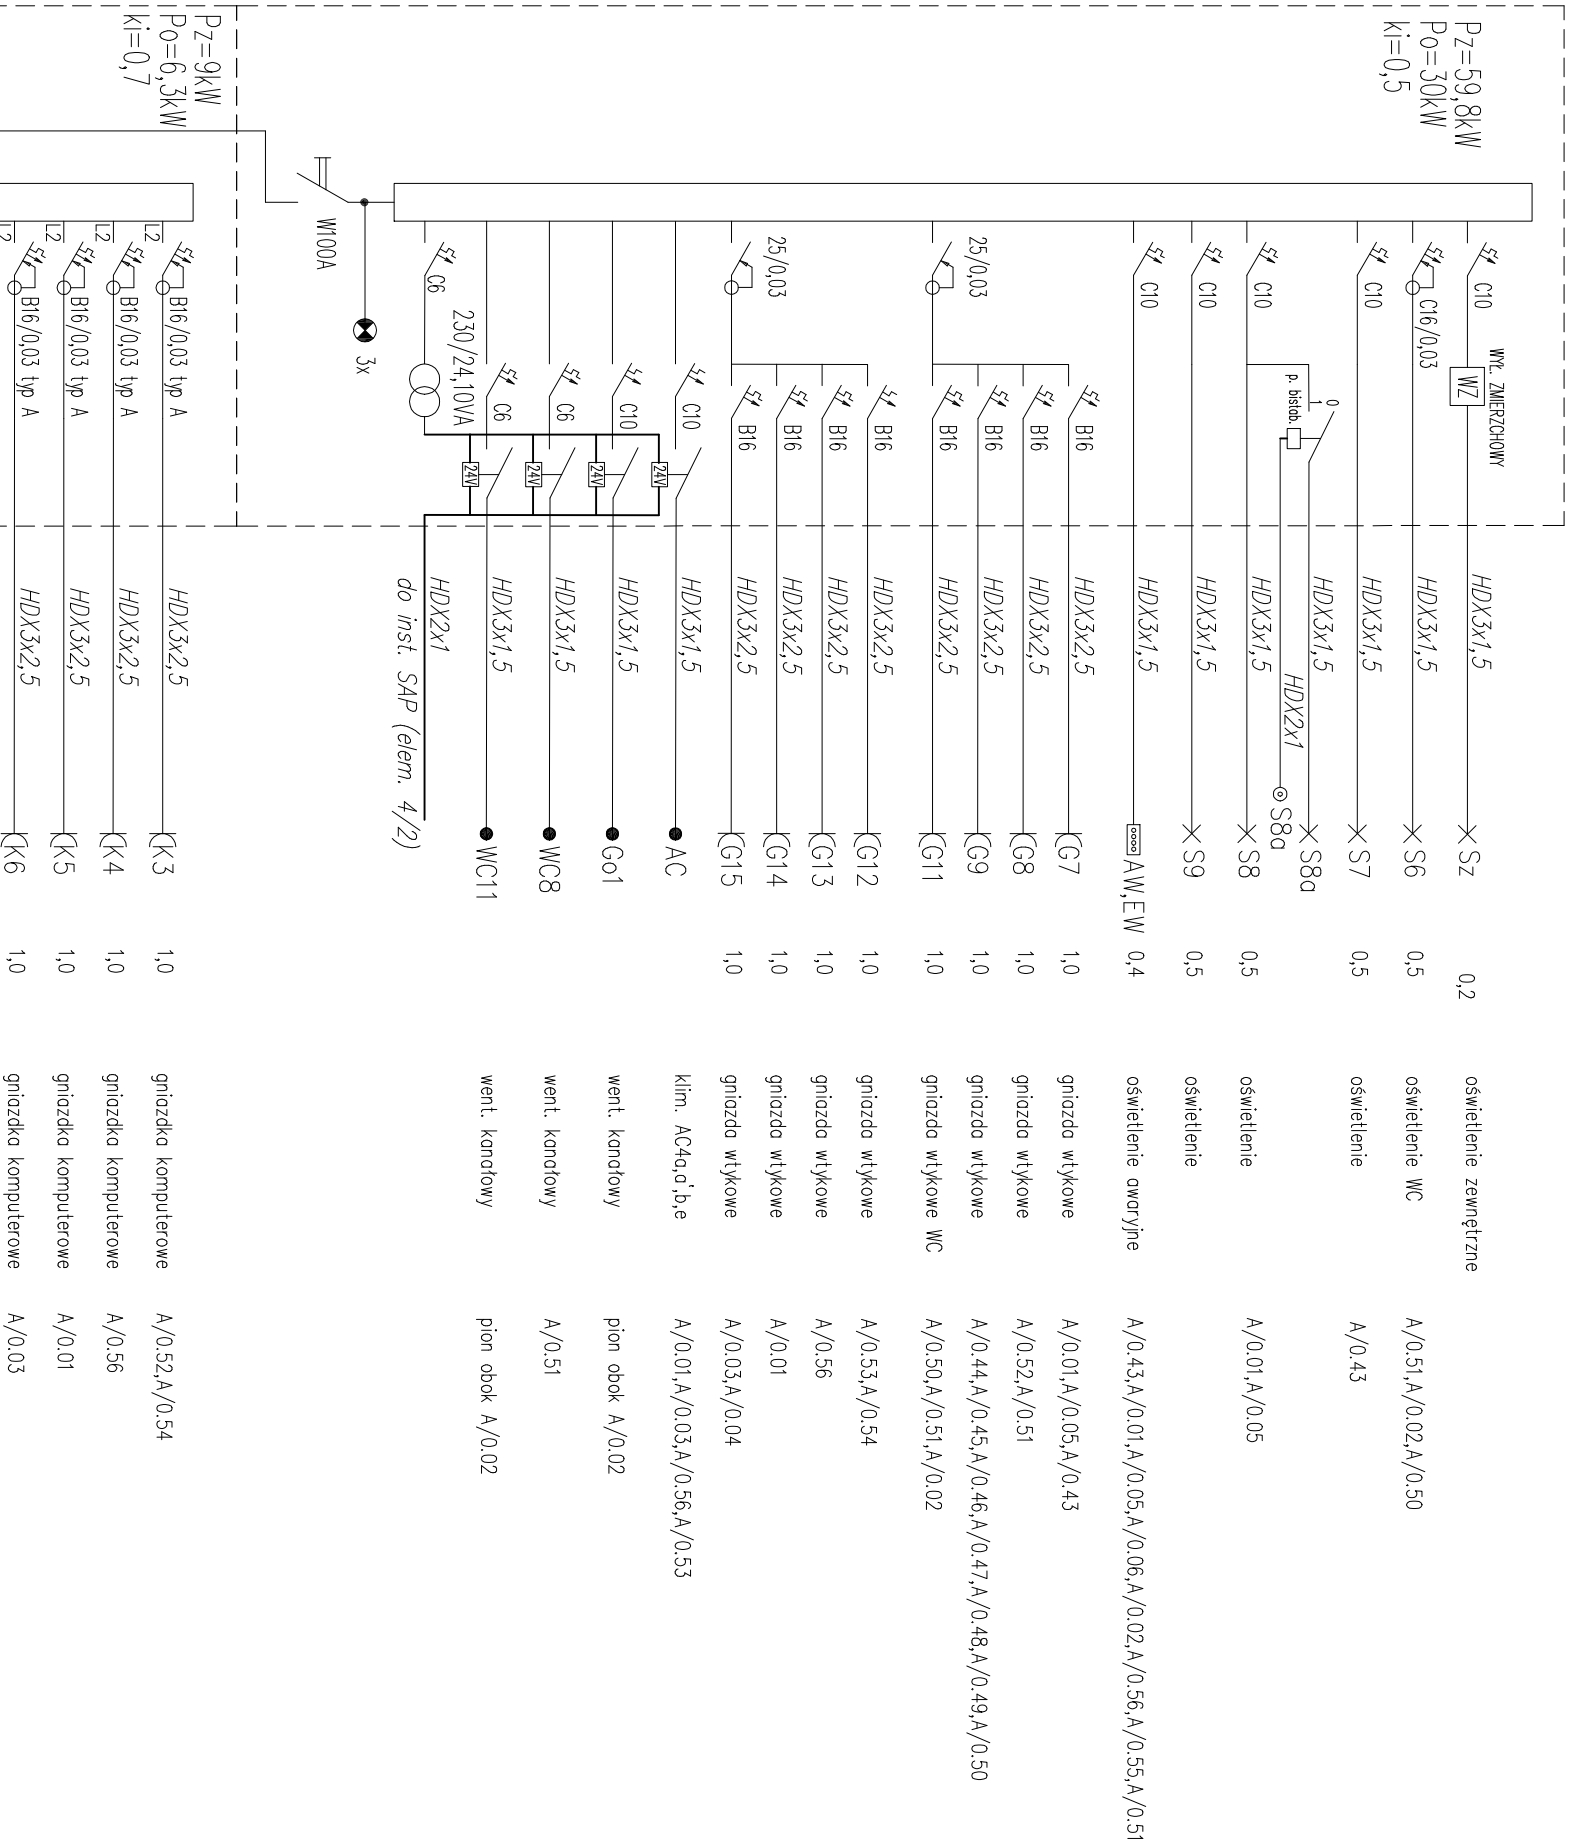 Pz=59,8kW
Po=30kW
ki=0,5
C10
WYŁ. ZMIERZCHOWY
WZ
HDX3x1,5
Sz
0,2
oświetlenie zewnętrzne
C16/0,03
HDX3x1,5
S6
0,5
oświetlenie WC
A/0.51,A/0.02,A/0.50
C10
HDX3x1,5
S7
0,5
oświetlenie
A/0.43
0
1
p. bistab.
HDX3x1,5
S8a
HDX2x1
S8a
C10
HDX3x1,5
S8
0,5
oświetlenie
A/0.01,A/0.05
C10
HDX3x1,5
S9
0,5
oświetlenie
C10
HDX3x1,5
AW,EW
0,4
oświetlenie awaryjne
A/0.43,A/0.01,A/0.05,A/0.06,A/0.02,A/0.56,A/0.55,A/0.51
B16
HDX3x2,5
G7
1,0
gniazda wtykowe
A/0.01,A/0.05,A/0.43
B16
HDX3x2,5
G8
1,0
gniazda wtykowe
A/0.52,A/0.51
B16
HDX3x2,5
G9
1,0
gniazda wtykowe
A/0.44,A/0.45,A/0.46,A/0.47,A/0.48,A/0.49,A/0.50
25/0,03
B16
HDX3x2,5
G11
1,0
gniazda wtykowe WC
A/0.50,A/0.51,A/0.02
B16
HDX3x2,5
G12
1,0
gniazda wtykowe
A/0.53,A/0.54
B16
HDX3x2,5
G13
1,0
gniazda wtykowe
A/0.56
B16
HDX3x2,5
G14
1,0
gniazda wtykowe
A/0.01
25/0,03
B16
HDX3x2,5
G15
1,0
gniazda wtykowe
A/0.03,A/0.04
C10
24V
HDX3x1,5
AC
klim. AC4a,a',b,e
A/0.01,A/0.03,A/0.56,A/0.53
C10
24V
HDX3x1,5
Go1
went. kanałowy
pion obok A/0.02
C6
24V
HDX3x1,5
WC8
went. kanałowy
A/0.51
C6
24V
HDX3x1,5
WC11
went. kanałowy
pion obok A/0.02
C6
230/24,10VA
HDX2x1
do inst. SAP (elem. 4/2)
3x
W100A
Pz=9kW
Po=6,3kW
ki=0,7
L2
B16/0,03 typ A
HDX3x2,5
K3
1,0
gniazdka komputerowe
A/0.52,A/0.54
L2
B16/0,03 typ A
HDX3x2,5
K4
1,0
gniazdka komputerowe
A/0.56
L2
B16/0,03 typ A
HDX3x2,5
K5
1,0
gniazdka komputerowe
A/0.01
L2
B16/0,03 typ A
HDX3x2,5
K6
1,0
gniazdka komputerowe
A/0.03